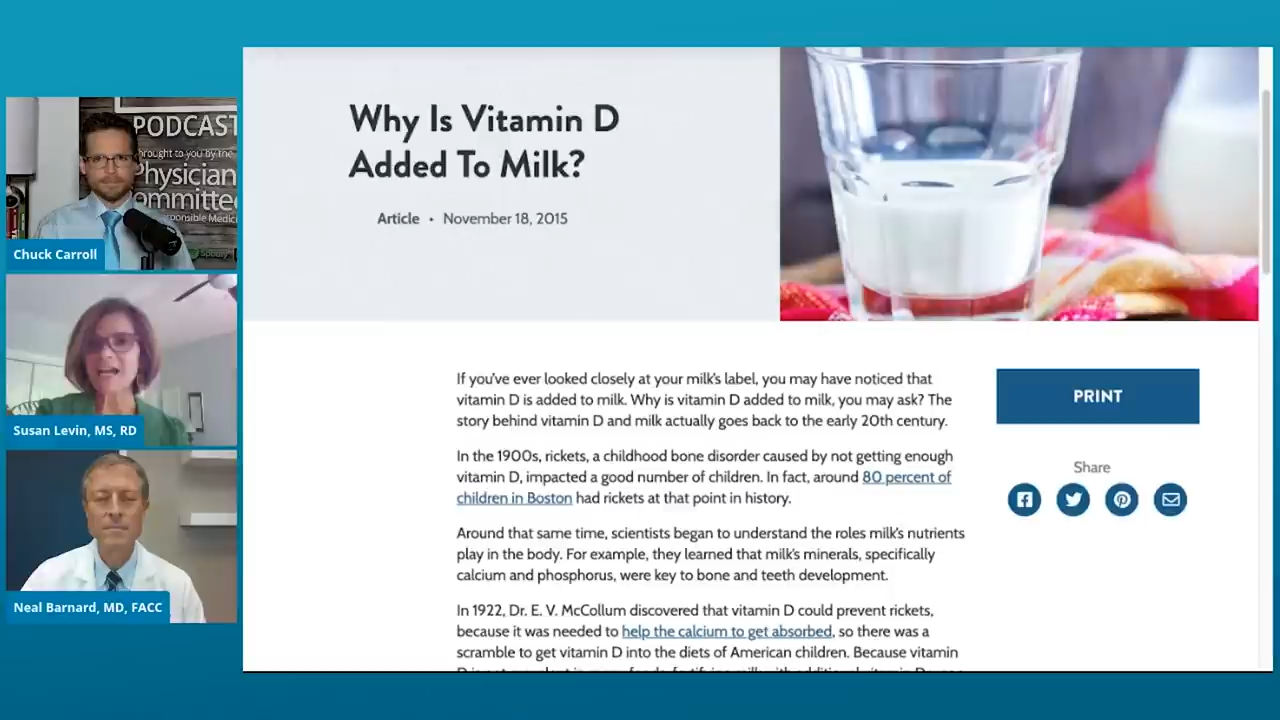 PODCAST
rought to you by the
Physician
ommitte
esponsible Medic
Chuck Carroll
Susan Levin, MS, RD
Neal Barnard, MD, FACC
Why Is Vitamin D
Added To Milk?
Article • November 18, 2015
If you've ever looked closely at your milk's label, you may have noticed that
vitamin D is added to milk. Why is vitamin D added to milk, you may ask? The
story behind vitamin D and milk actually goes back to the early 20th century.
In the 1900s, rickets, a childhood bone disorder caused by not getting enough
vitamin D, impacted a good number of children. In fact, around 80 percent of
children in Boston had rickets at that point in history.
Around that same time, scientists began to understand the roles milk's nutrients
play in the body. For example, they learned that milk's minerals, specifically
calcium and phosphorus, were key to bone and teeth development.
In 1922, Dr. E. V. McCollum discovered that vitamin D could prevent rickets,
because it was needed to help the calcium to get absorbed, so there was a
scramble to get vitamin D into the diets of American children. Because vitamin
PRINT
Share